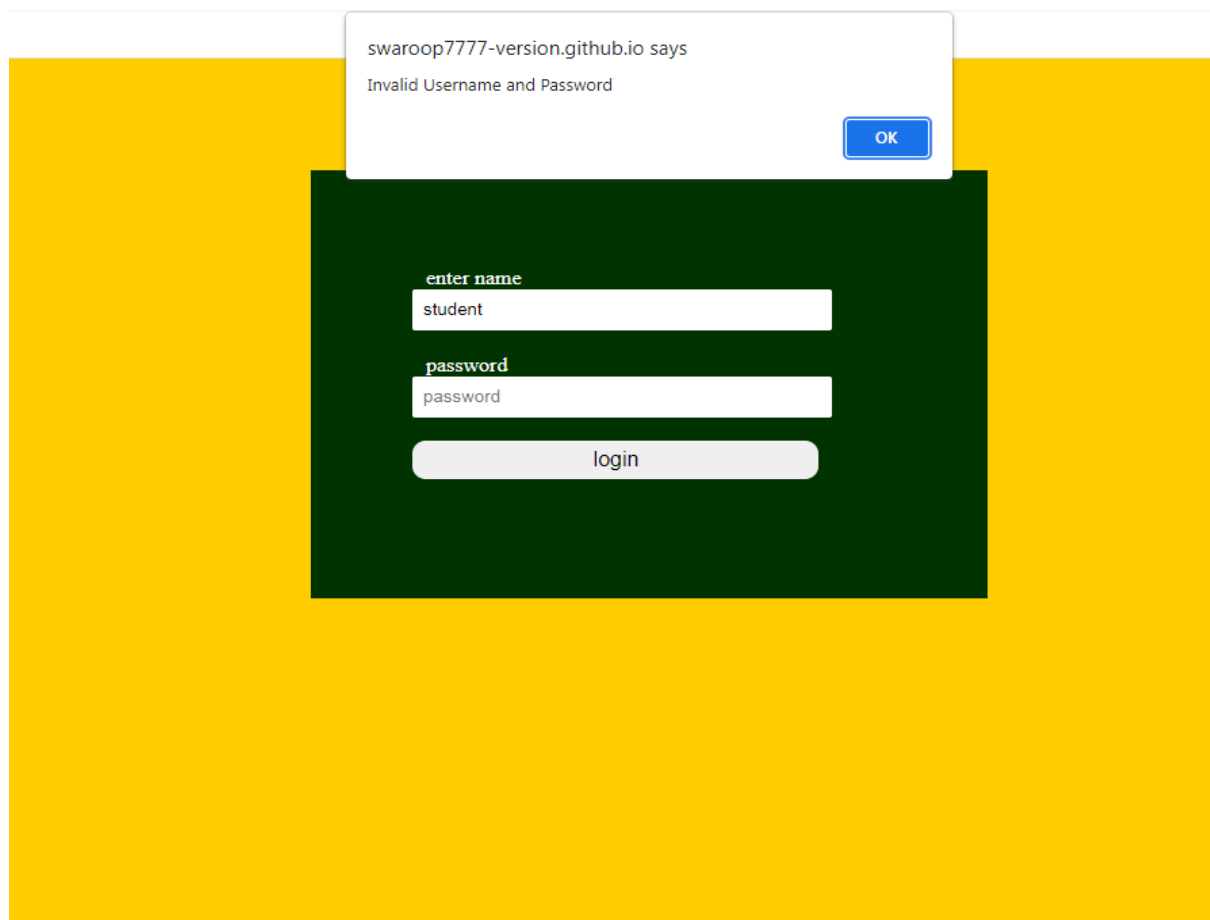 swaroop7777-version.github.io says
Invalid Username and Password
OK
enter name
student
password
password
login